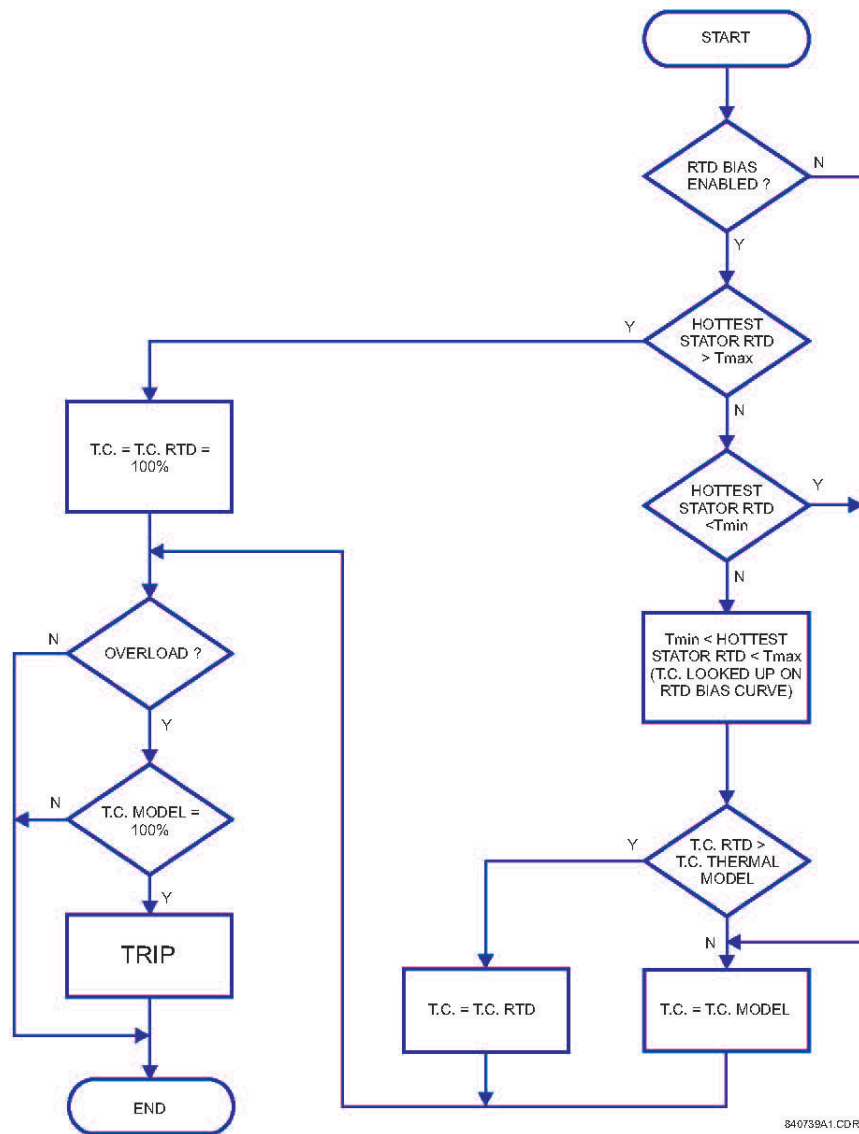 START
RTD BIAS
ENABLED ?
N
Y
HOTTEST
STATOR RTD
> Tmax
Y
N
T.C. = T.C. RTD =
100%
HOTTEST
STATOR RTD
<Tmin
Y
N
OVERLOAD ?
N
Y
Tmin < HOTTEST
STATOR RTD < Tmax
(T.C. LOOKED UP ON
RTD BIAS CURVE)
T.C. MODEL =
100%
N
Y
T.C. RTD >
T.C. THERMAL
MODEL
Y
N
TRIP
T.C. = T.C. RTD
T.C. = T.C. MODEL
END
840739A1.CDR